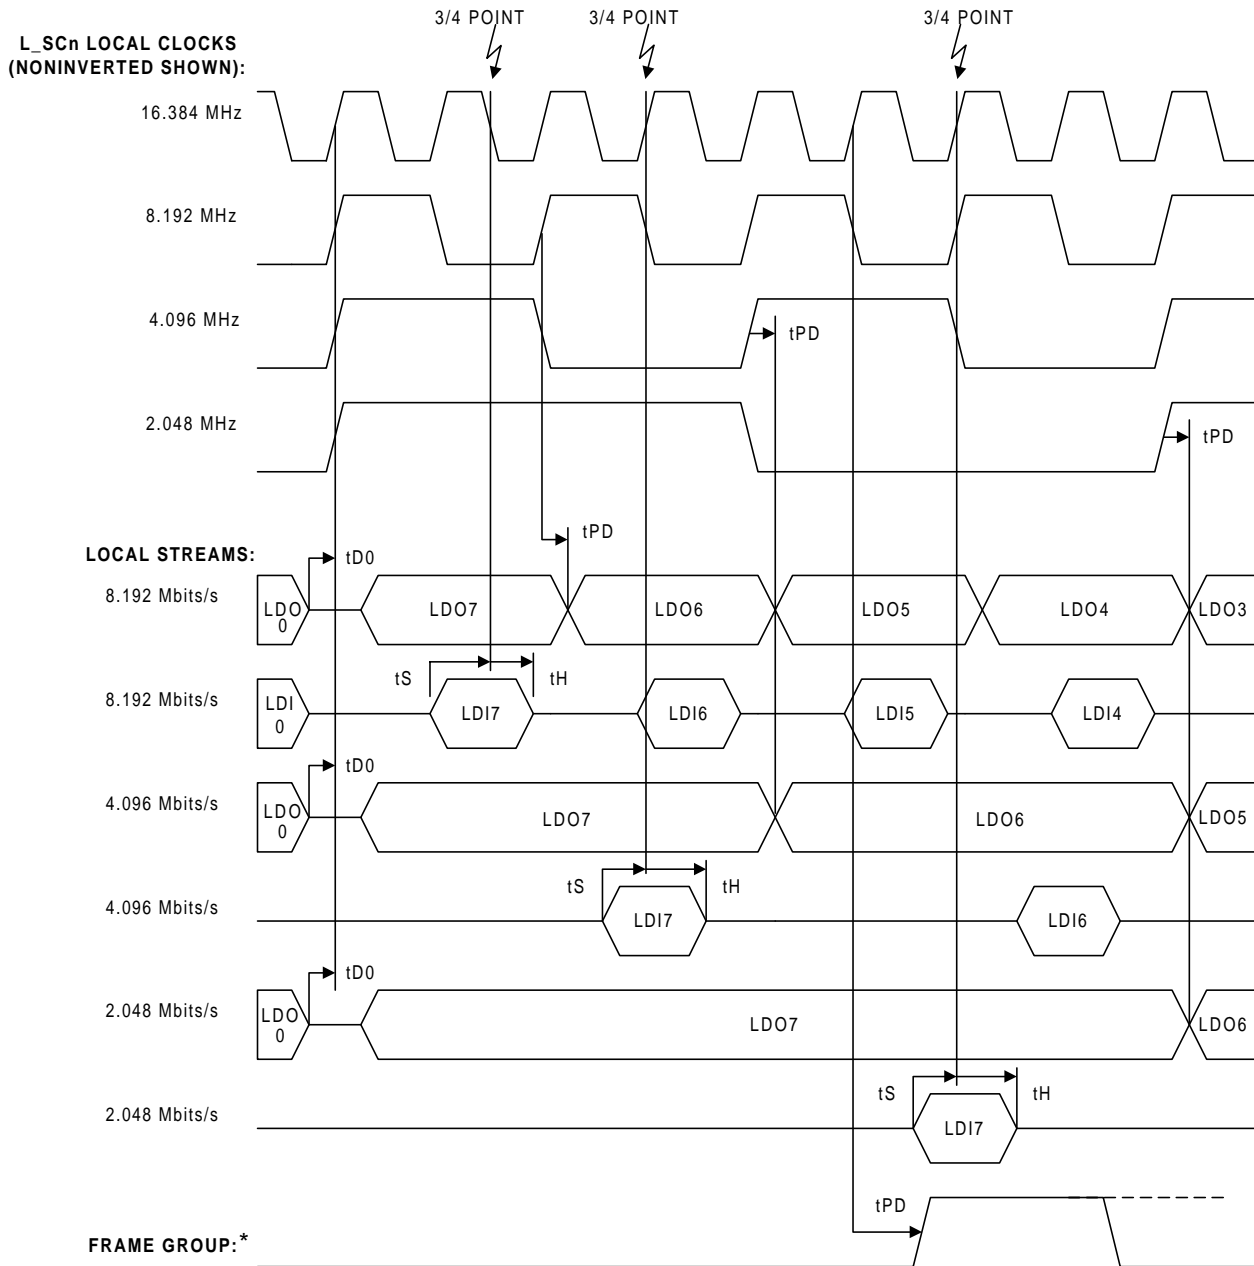 3/4 POINT 3/4 POINT 3/4 POINT
L_SCn LOCAL CLOCKS
(NONINVERTED SHOWN):
16.384 MHz
8.192 MHz
4.096 MHz
tPD
2.048 MHz
tPD
tPD
LOCAL STREAMS:
tD0
8.192 Mbits/s
LDO
0
LDO7 LDO6 LDO5 LDO4 LDO3
tS tH
8.192 Mbits/s
LDI
0
LDI7 LDI6 LDI5 LDI4
tD0
4.096 Mbits/s
LDO
0
LDO7 LDO6 LDO5
tS tH
4.096 Mbits/s
LDI7 LDI6
tD0
2.048 Mbits/s
LDO
0
LDO7 LDO6
tS tH
2.048 Mbits/s
LDI7
tPD
FRAME GROUP:*